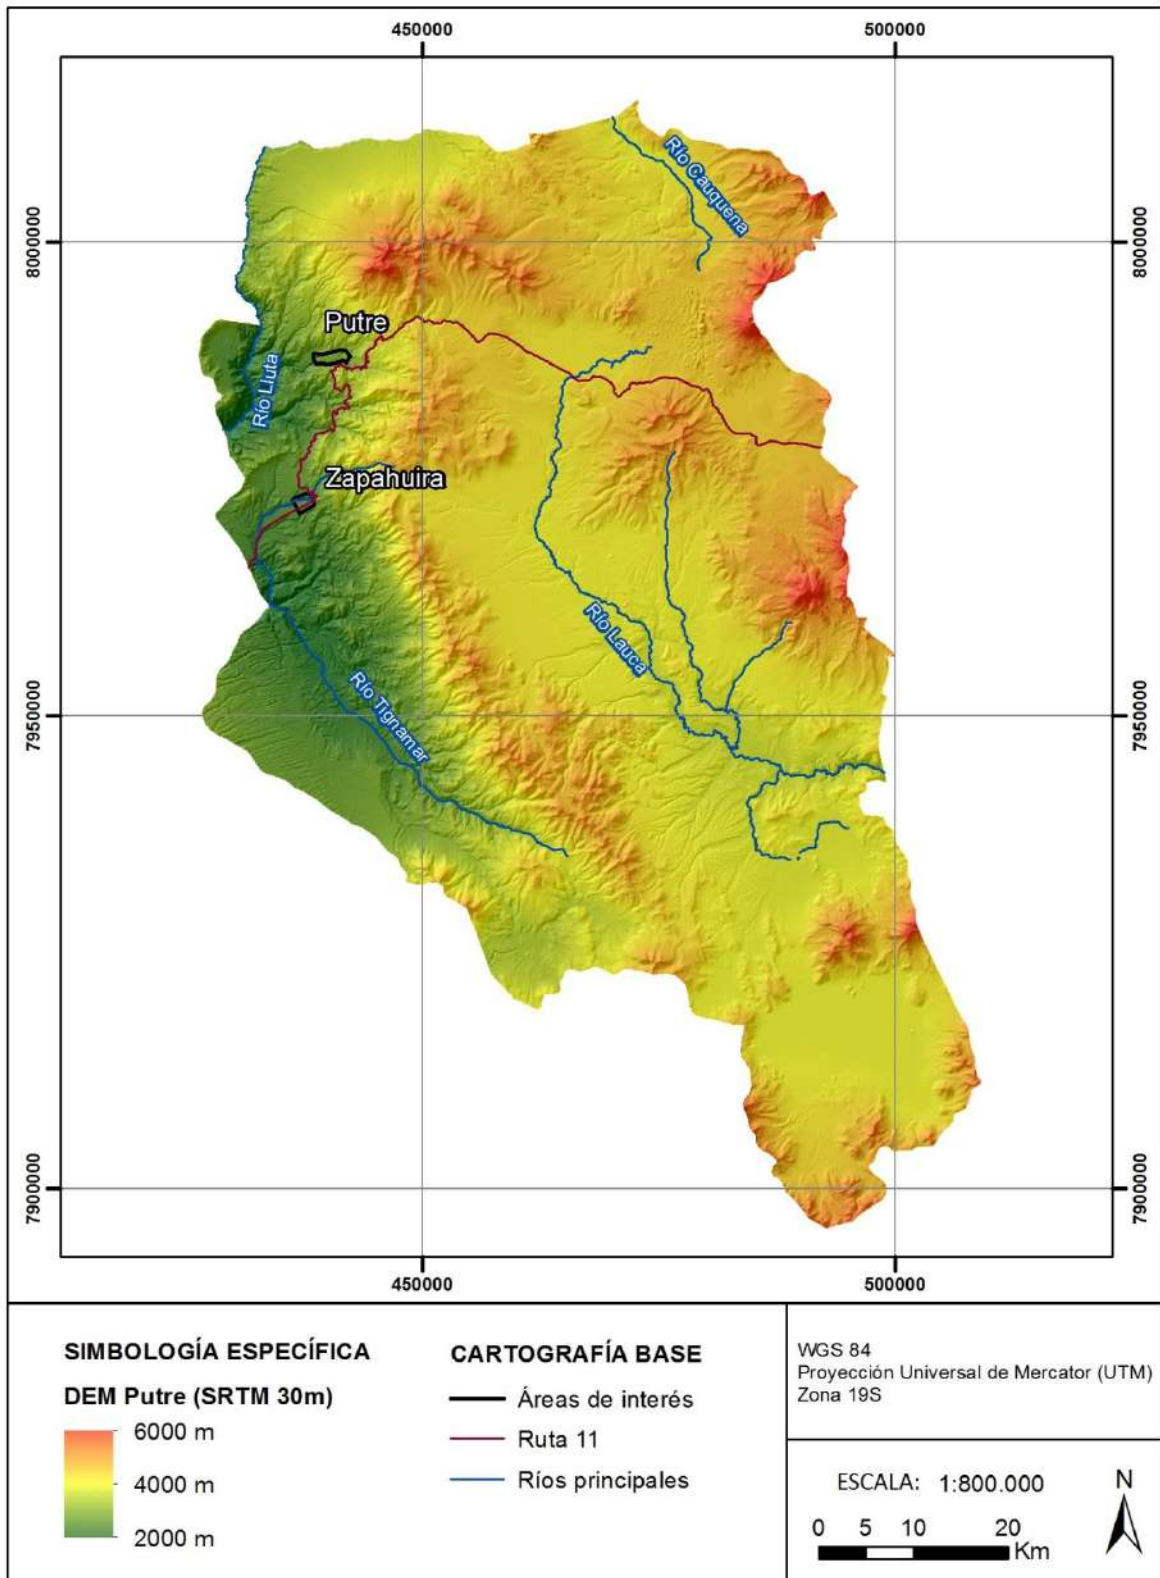 450000
500000
800000
800000
Río Cauquena
Putre
Río Lluta
Zapahuira
Río Lauca
Río Tignamar
7950000
7950000
7900000
7900000
450000
500000
SIMBOLOGÍA ESPECÍFICA
DEM Putre (SRTM 30m)
6000 m
4000 m
2000 m
CARTOGRAFÍA BASE
Áreas de interés
Ruta 11
Ríos principales
WGS 84
Proyección Universal de Mercator (UTM)
Zona 19S
ESCALA: 1:800.000
N
0 5 10 20
Km